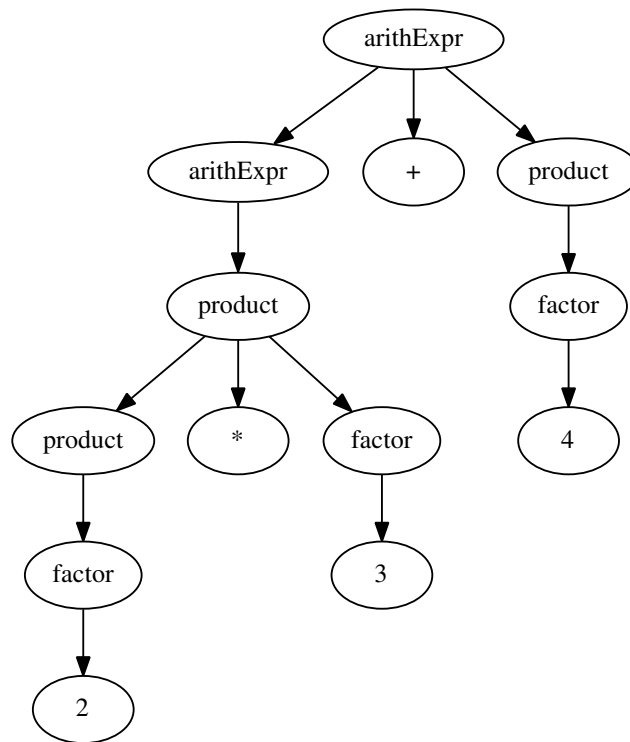 arithExpr
arithExpr + product
product factor
product * factor 4
factor 3
2